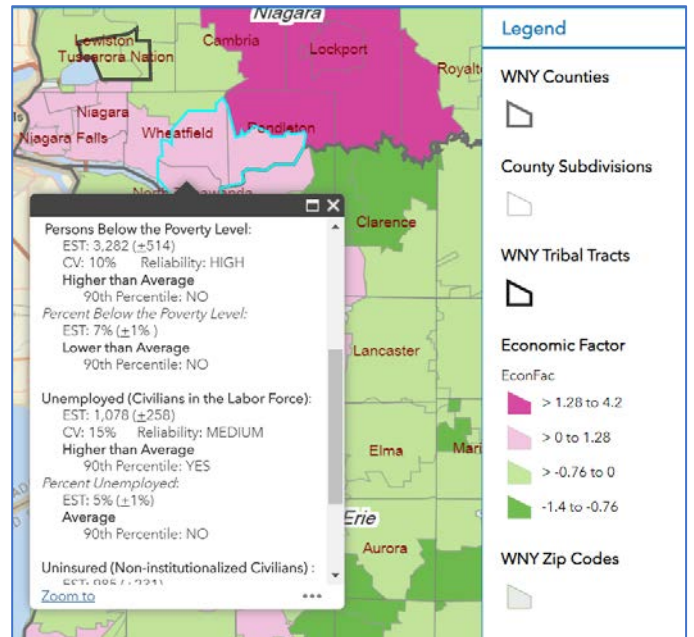 Niagara
Lewiston
Tuscarora Nation
Cambria
Lockport
Niagara
Niagara Falls
Wheatfield
Pendleton
Clarence
Lancaster
Elma
Erie
Aurora
Persons Below the Poverty Level:
EST: 3,282 (±514)
CV: 10% Reliability: HIGH
Higher than Average
90th Percentile: NO
Percent Below the Poverty Level:
EST: 7% (±1% )
Lower than Average
90th Percentile: NO
Unemployed (Civilians in the Labor Force):
EST: 1,078 (±258)
CV: 15% Reliability: MEDIUM
Higher than Average
90th Percentile: YES
Percent Unemployed:
EST: 5% (±1%)
Average
90th Percentile: NO
Uninsured (Non-institutionalized Civilians) :
Zoom to
Legend
WNY Counties
County Subdivisions
WNY Tribal Tracts
Economic Factor
EconFac
> 1.28 to 4.2
> 0 to 1.28
> -0.76 to 0
-1.4 to -0.76
WNY Zip Codes